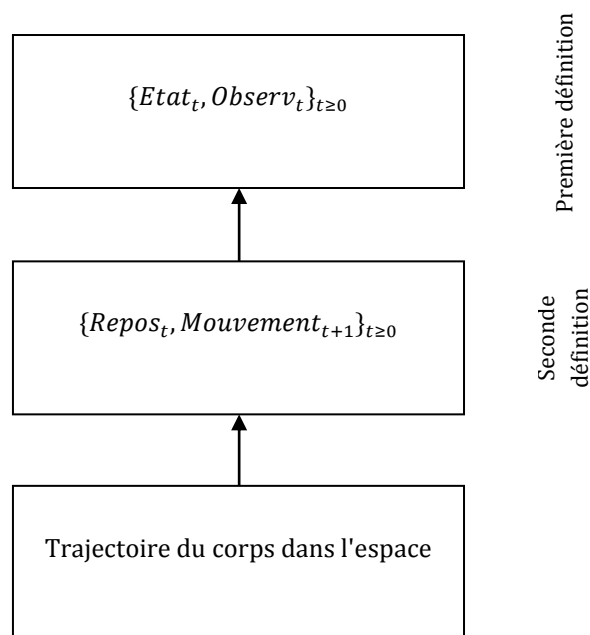 {Etat_t, Observ_t}_{t≥0}
Première définition
{Repos_t, Mouvement_{t+1}}_{t≥0}
Seconde
définition
Trajectoire du corps dans l'espace